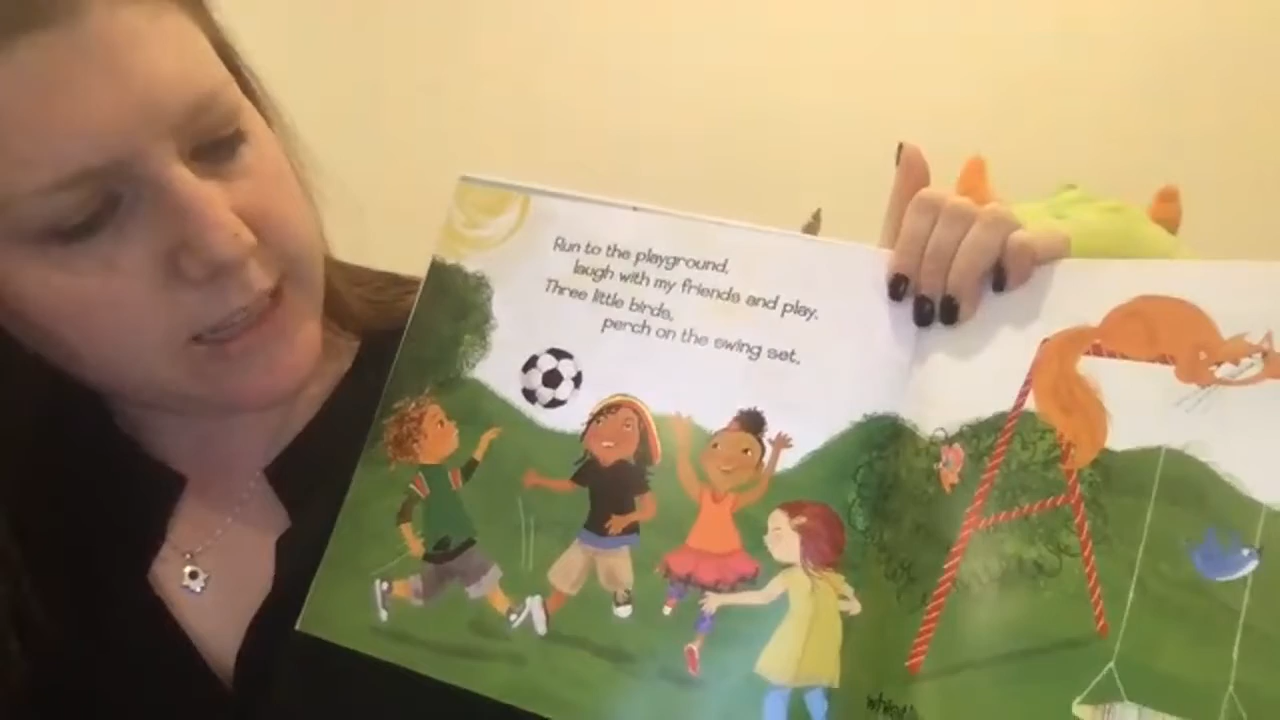 Run to the playground,
laugh with my friends and play.
Three little birds,
perch on the swing set.